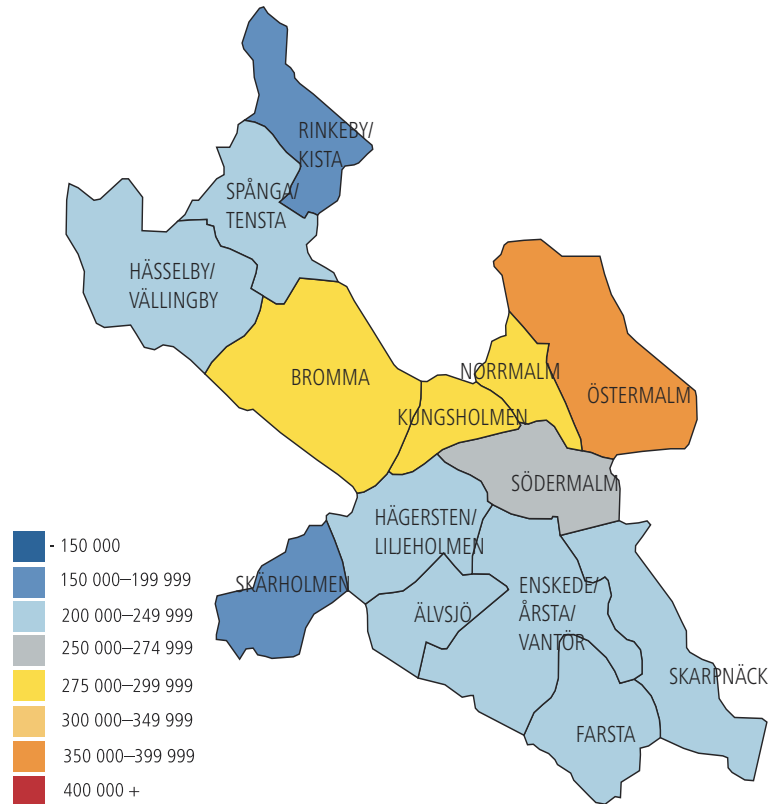 RINKEBY/
KISTA
SPÅNGA/
TENSTA
HÄSSELBY/
VÄLLINGBY
BROMMA
NORRMALM
ÖSTERMALM
KUNGSHOLMEN
SÖDERMALM
HÄGERSTEN/
LILJEHOLMEN
SKÄRHOLMEN
ÄLVSJÖ
ENSKEDE/
ÅRSTA/
VANTÖR
SKARPNÄCK
FARSTA
- 150 000
150 000–199 999
200 000–249 999
250 000–274 999
275 000–299 999
300 000–349 999
350 000–399 999
400 000 +